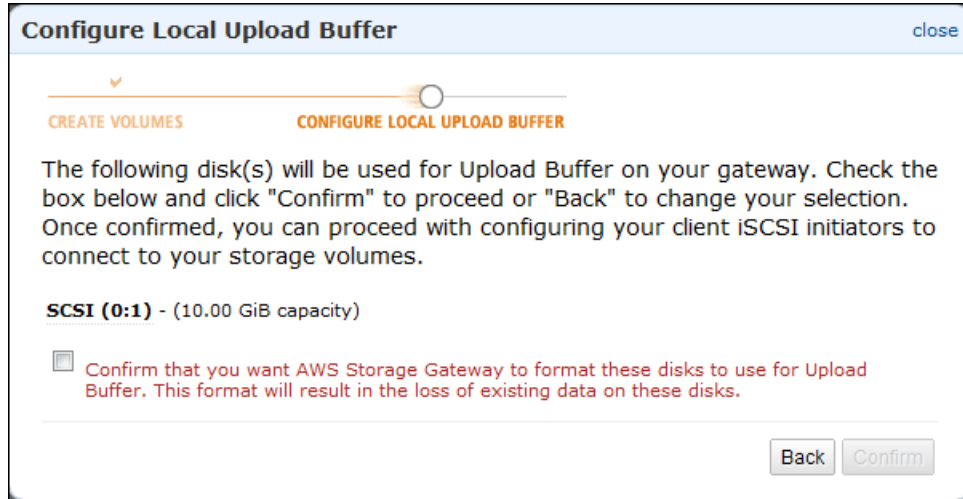 Configure Local Upload Buffer
close
CREATE VOLUMES
CONFIGURE LOCAL UPLOAD BUFFER
The following disk(s) will be used for Upload Buffer on your gateway. Check the
box below and click "Confirm" to proceed or "Back" to change your selection.
Once confirmed, you can proceed with configuring your client iSCSI initiators to
connect to your storage volumes.
SCSI (0:1) - (10.00 GiB capacity)
Confirm that you want AWS Storage Gateway to format these disks to use for Upload
Buffer. This format will result in the loss of existing data on these disks.
Back
Confirm